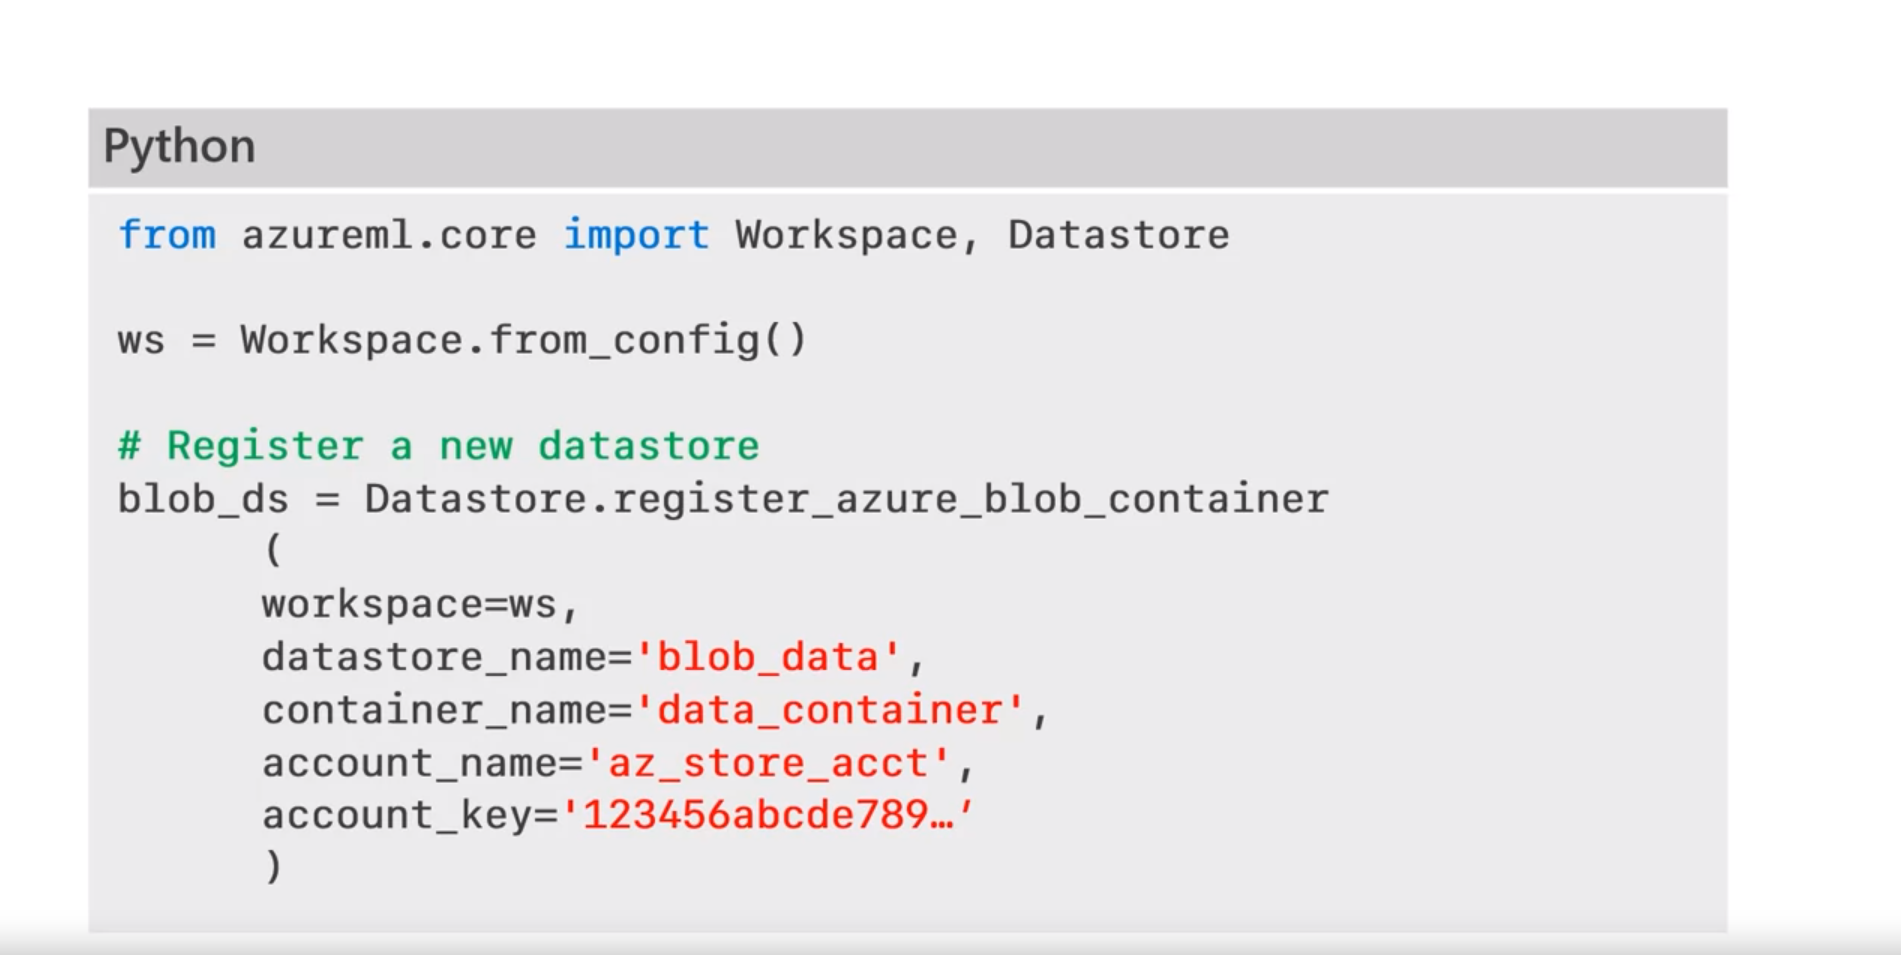 Python
from azureml.core import Workspace, Datastore
ws = Workspace.from_config()
# Register a new datastore
blob_ds = Datastore.register_azure_blob_container
(
workspace=ws,
datastore_name='blob_data',
container_name='data_container',
account_name='az_store_acct',
account_key='123456abcde789…’
)